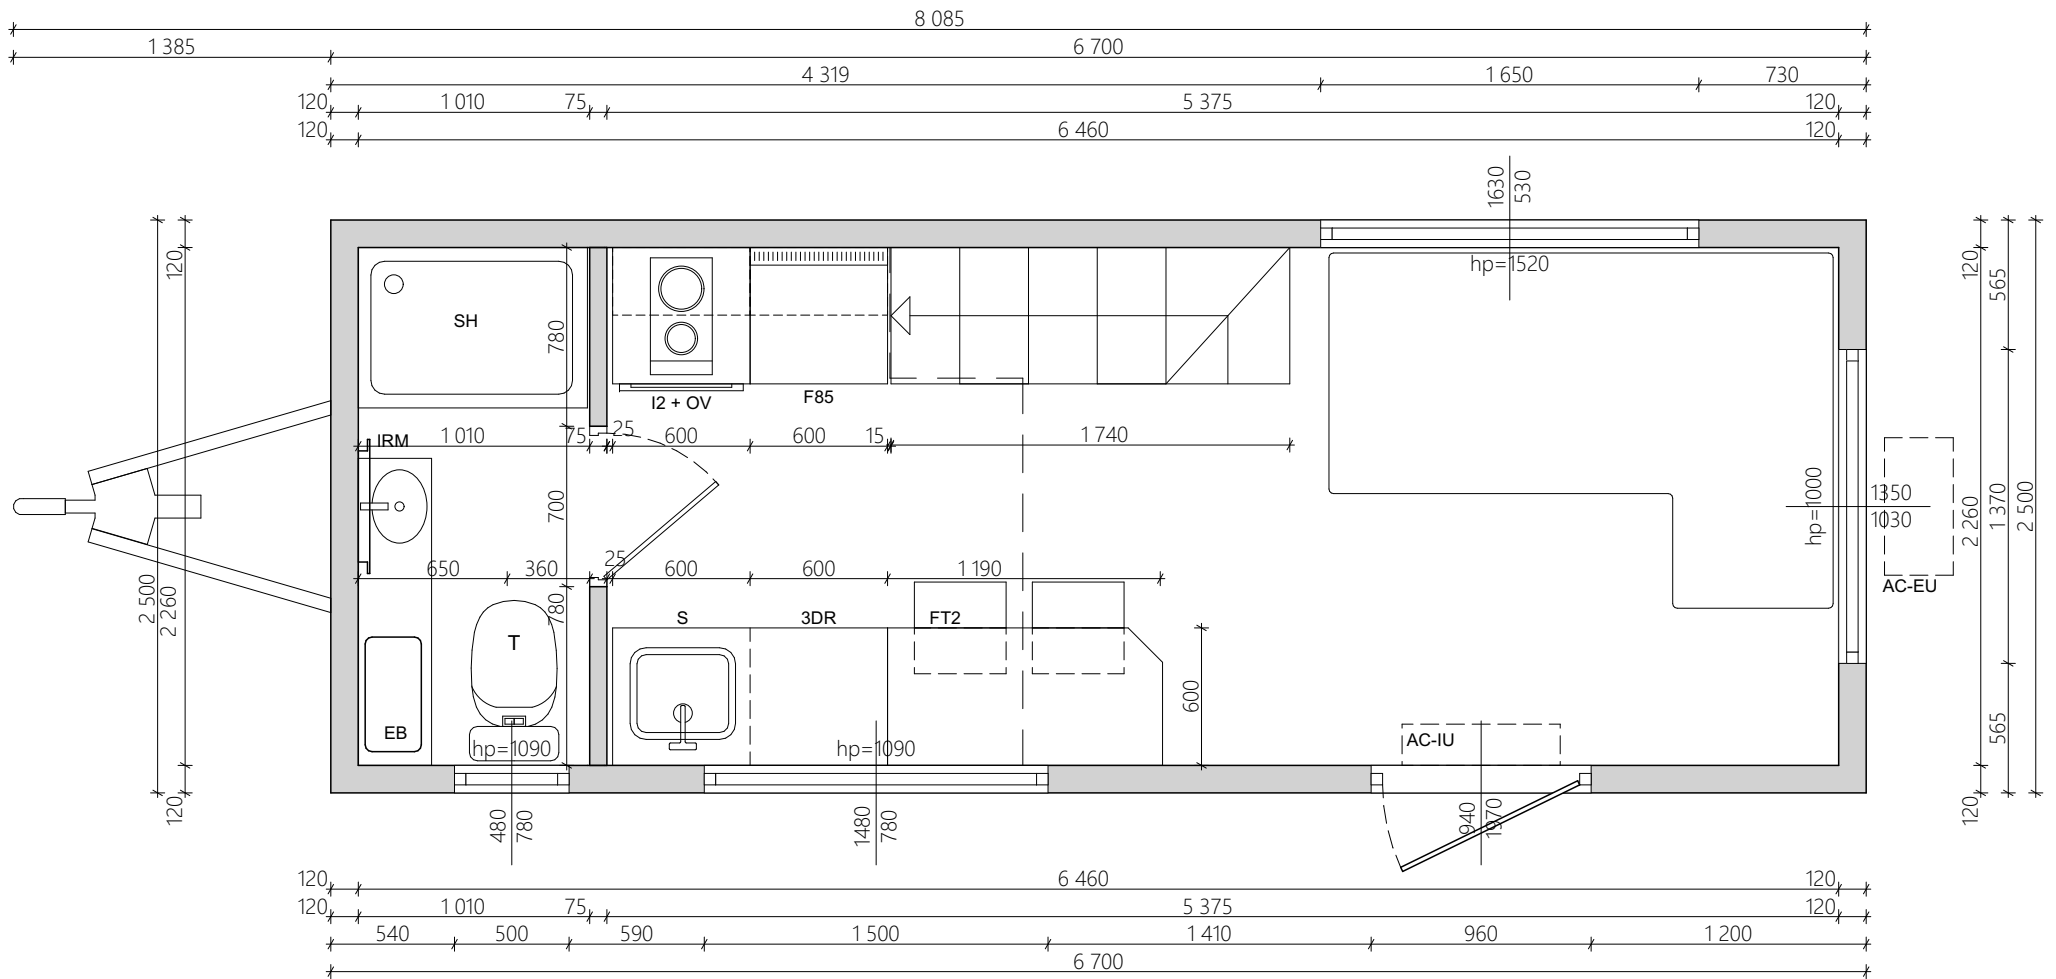 8 085
1 385 6 700
4 319 1 650 730
120 1 010 75 5 375 120
120 6 460 120
1630
530
120
120
565
hp=1520
SH
780
I2 + OV
F85
IRM
1 010 75 25 600 600 15 1 740
hp=1000
1350
1030
700
2 260
1 370
2 500
25
650 360 600 600 1 190
AC-EU
2 500
2 260
780
S 3DR FT2
T
600
565
EB
hp=1090
hp=1090
AC-IU
120
120
480
780
1480
780
940
1970
120 6 460 120
120 1 010 75 5 375 120
540 500 590 1 500 1 410 960 1 200
6 700